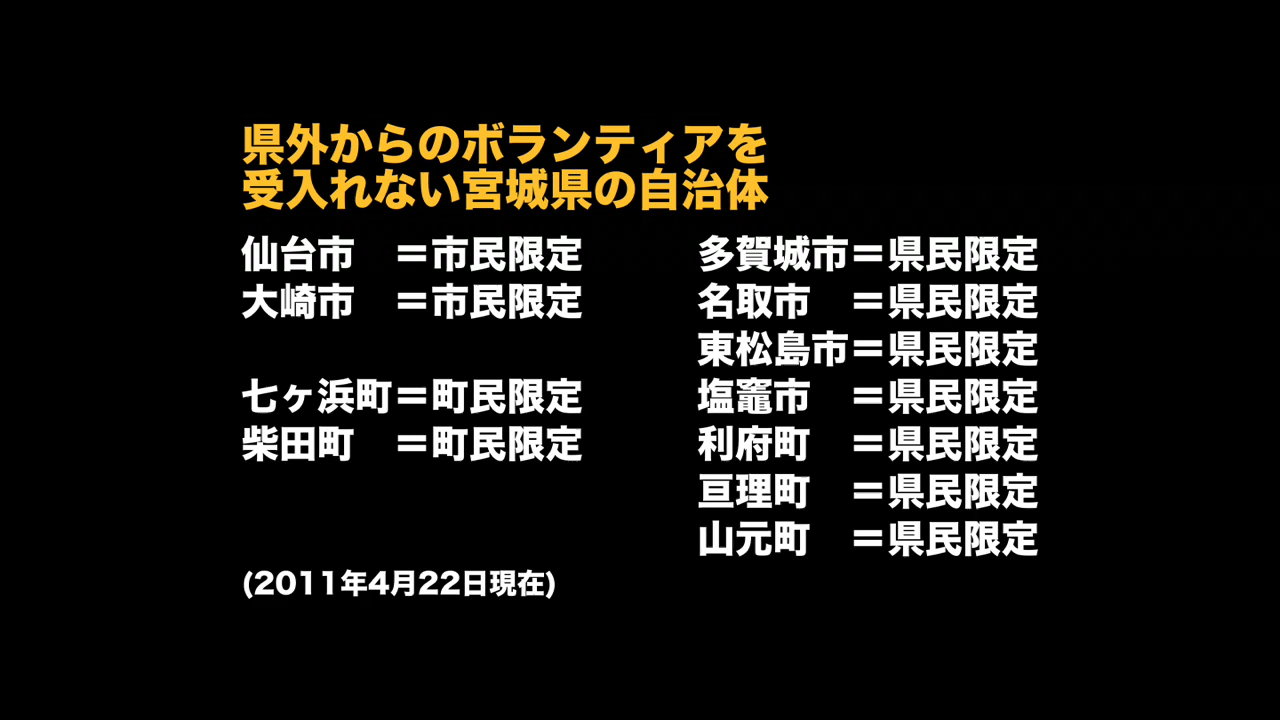 県外からのボランティアを
受入れない宮城県の自治体
仙台市　＝市民限定
大崎市　＝市民限定
七ヶ浜町＝町民限定
柴田町　＝町民限定
多賀城市＝県民限定
名取市　＝県民限定
東松島市＝県民限定
塩竈市　＝県民限定
利府町　＝県民限定
亘理町　＝県民限定
山元町　＝県民限定
(2011年4月22日現在)